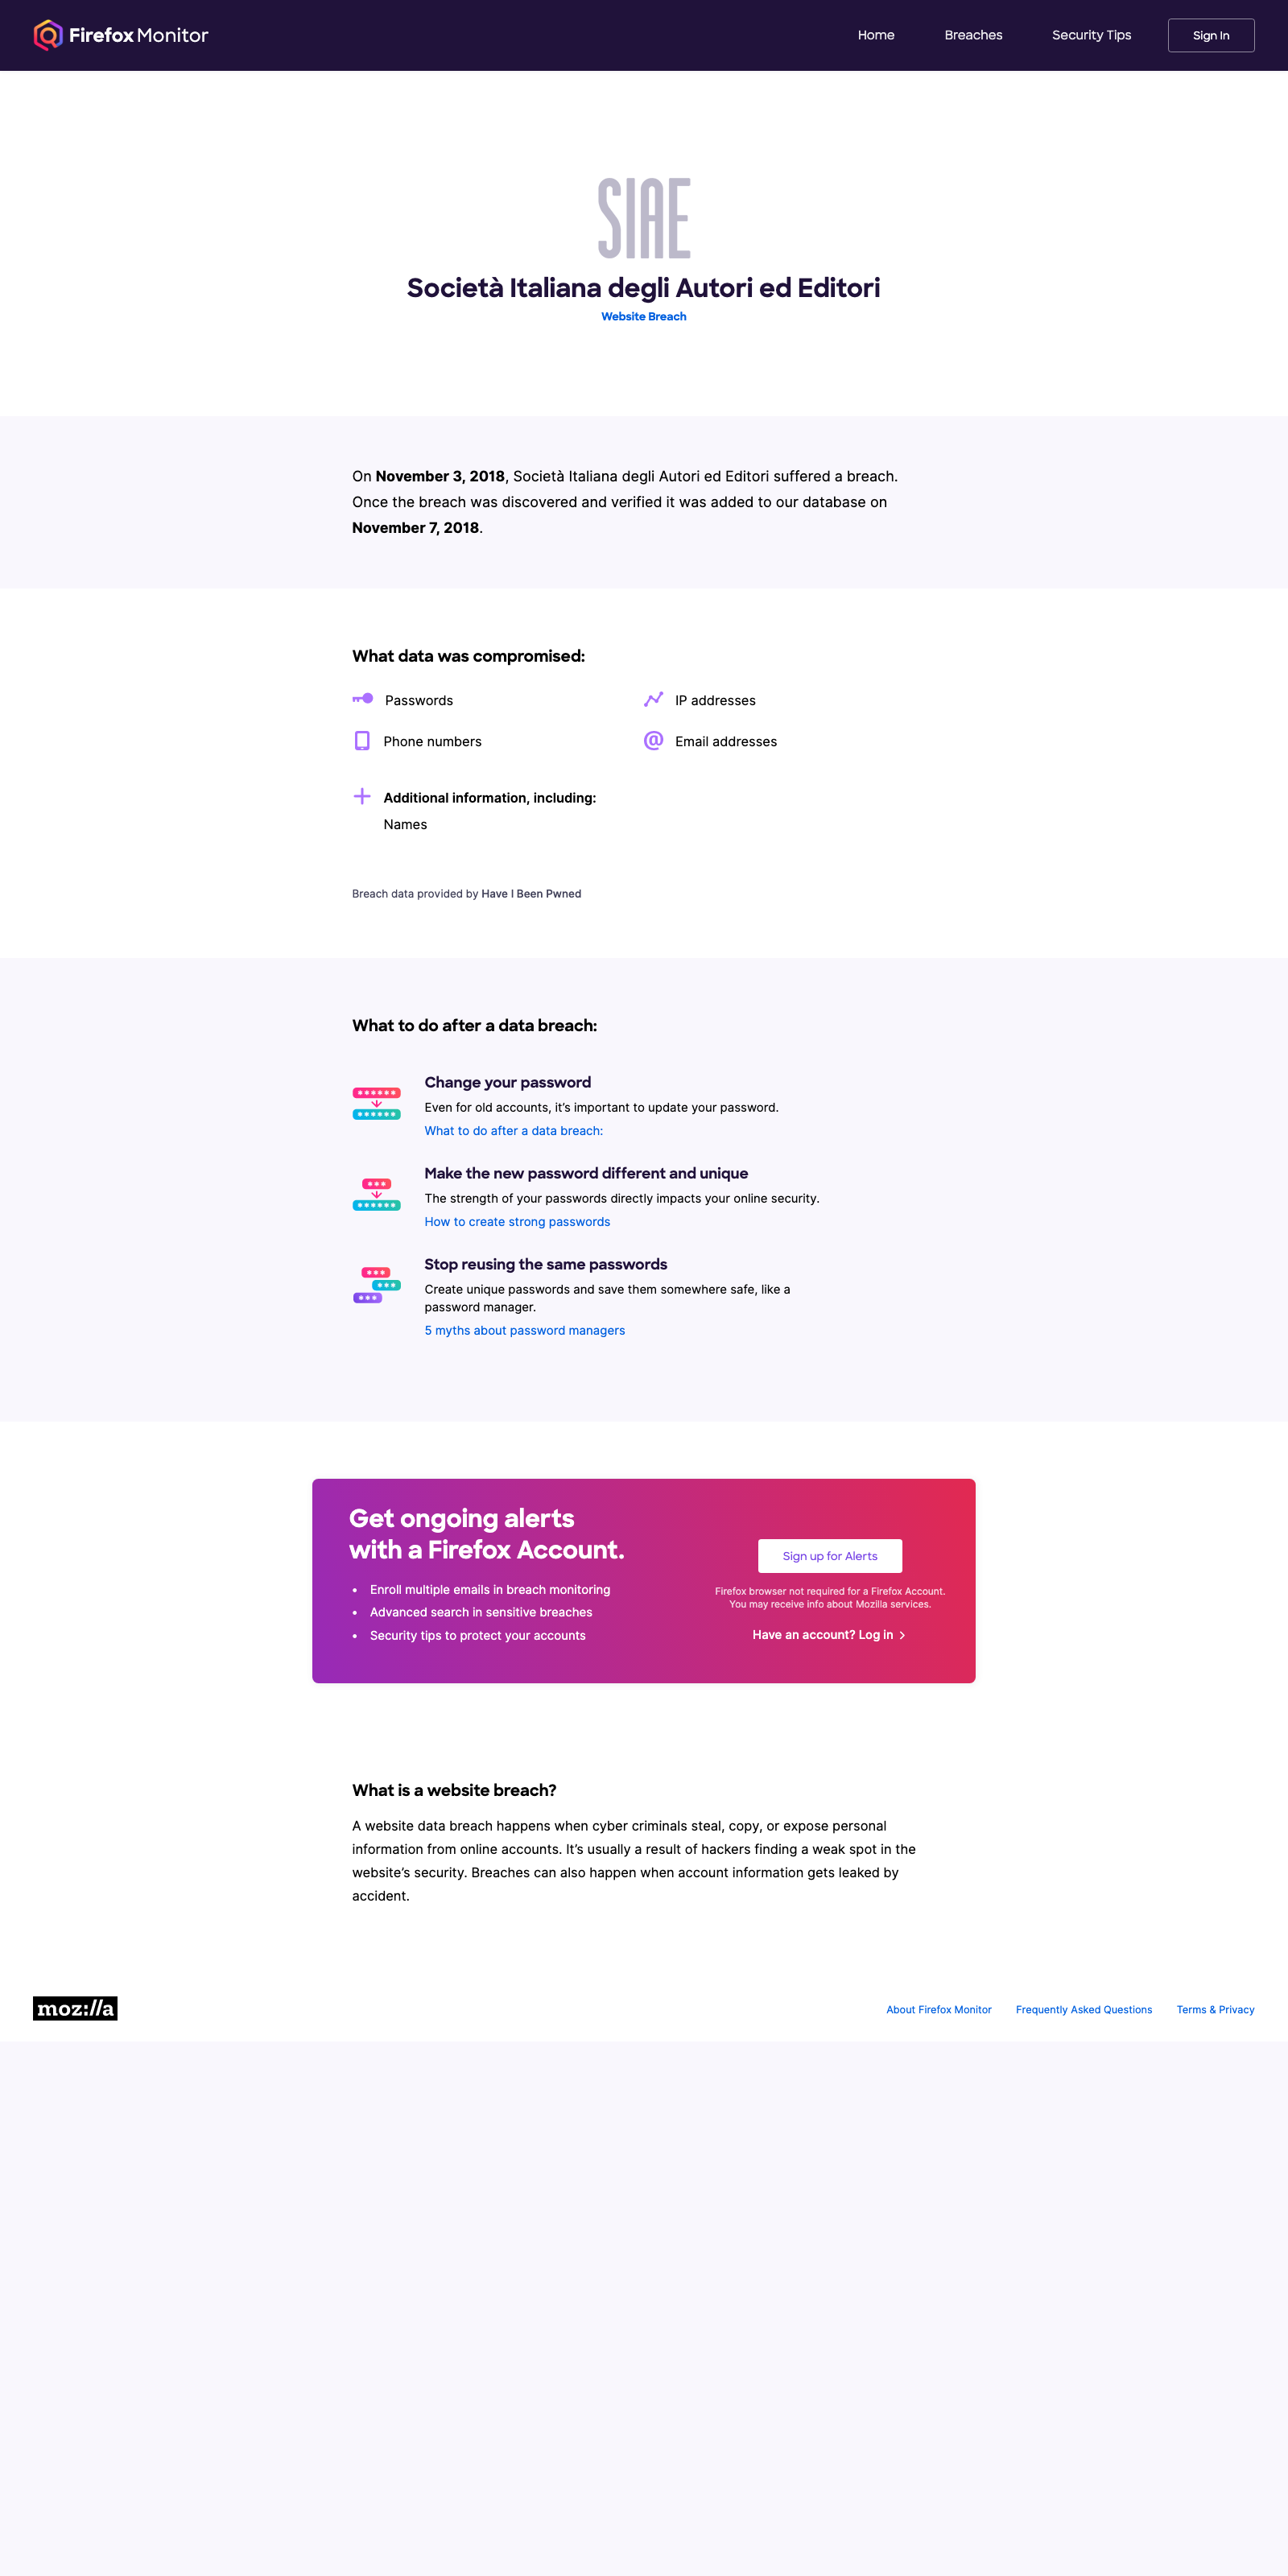 Firefox Monitor
Home
Breaches
Security Tips
Sign In
SIAE
Società Italiana degli Autori ed Editori
Website Breach
On November 3, 2018, Società Italiana degli Autori ed Editori suffered a breach.
Once the breach was discovered and verified it was added to our database on
November 7, 2018.
What data was compromised:
Passwords
IP addresses
Phone numbers
Email addresses
Additional information, including:
Names
Breach data provided by Have I Been Pwned
What to do after a data breach:
Change your password
Even for old accounts, it’s important to update your password.
What to do after a data breach:
Make the new password different and unique
The strength of your passwords directly impacts your online security.
How to create strong passwords
Stop reusing the same passwords
Create unique passwords and save them somewhere safe, like a
password manager.
5 myths about password managers
Get ongoing alerts
with a Firefox Account.
• Enroll multiple emails in breach monitoring
• Advanced search in sensitive breaches
• Security tips to protect your accounts
Sign up for Alerts
Firefox browser not required for a Firefox Account.
You may receive info about Mozilla services.
Have an account? Log in
What is a website breach?
A website data breach happens when cyber criminals steal, copy, or expose personal
information from online accounts. It’s usually a result of hackers finding a weak spot in the
website’s security. Breaches can also happen when account information gets leaked by
accident.
moz://a
About Firefox Monitor
Frequently Asked Questions
Terms & Privacy